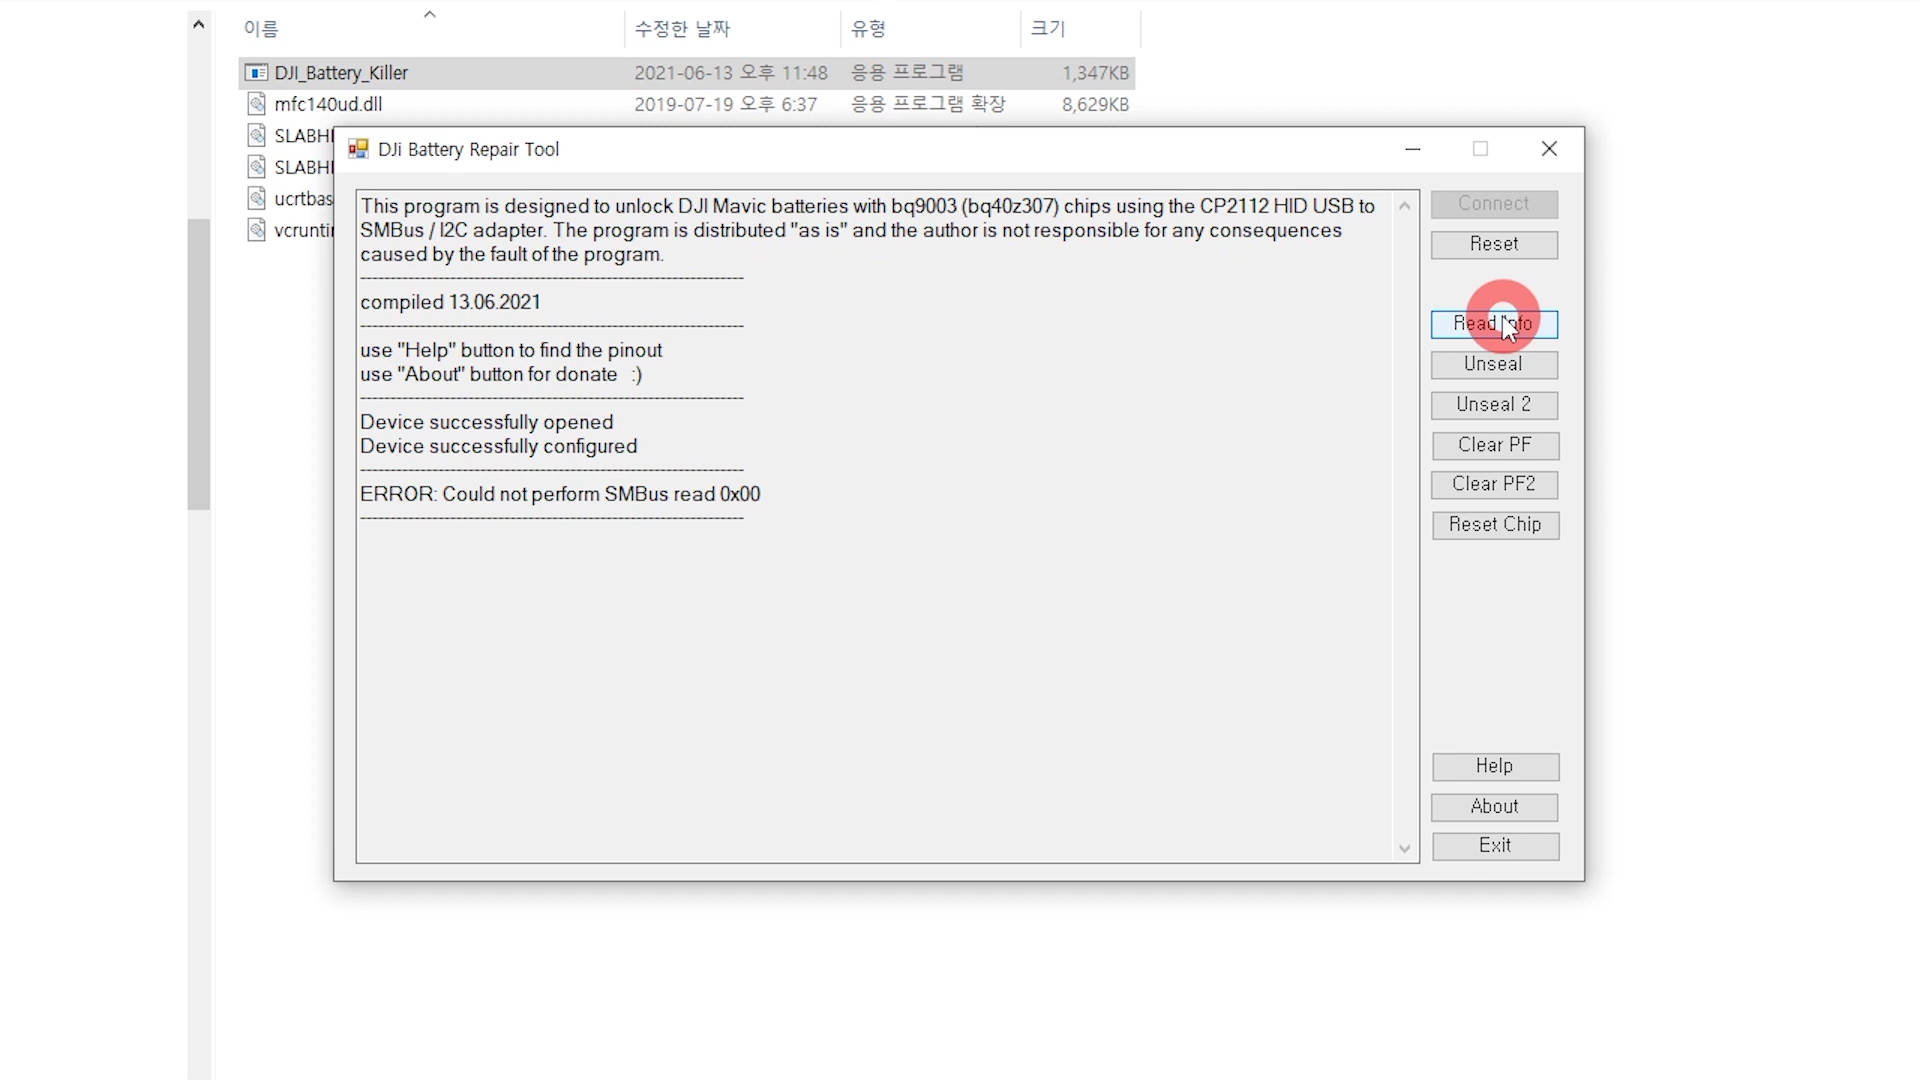 이름 수정한 날짜 유형 크기
DJI_Battery_Killer 2021-06-13 오후 11:48 응용 프로그램 1,347KB
mfc140ud.dll 2019-07-19 오후 6:37 응용 프로그램 확장 8,629KB
SLABHI
SLABHI
ucrtbas
vcruntin
DJi Battery Repair Tool
This program is designed to unlock DJI Mavic batteries with bq9003 (bq40z307) chips using the CP2112 HID USB to
SMBus / I2C adapter. The program is distributed "as is" and the author is not responsible for any consequences
caused by the fault of the program.
compiled 13.06.2021
use "Help" button to find the pinout
use "About" button for donate :)
Device successfully opened
Device successfully configured
ERROR: Could not perform SMBus read 0x00
Connect
Reset
Read Info
Unseal
Unseal 2
Clear PF
Clear PF2
Reset Chip
Help
About
Exit